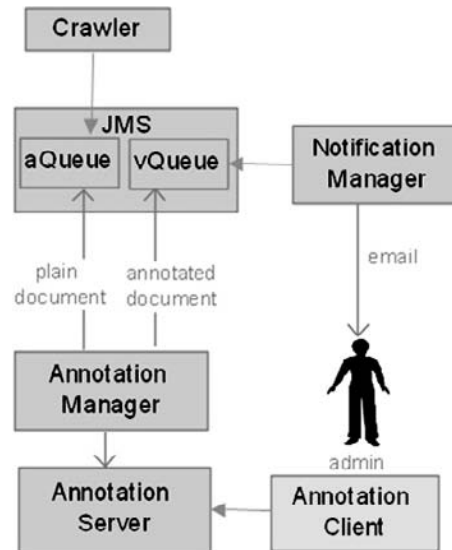 Crawler
JMS
aQueue
vQueue
Notification
Manager
plain
document
annotated
document
email
Annotation
Manager
admin
Annotation
Server
Annotation
Client